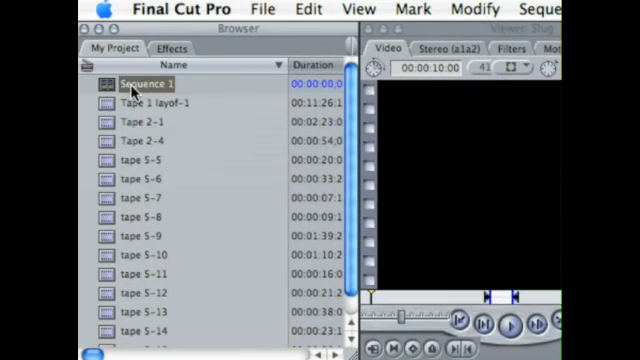 Final Cut Pro File Edit View Mark Modify Seque
Browser Viewer: Slug
My Project Effects Video Stereo (a1a2) Filters Mot
Name Duration 00:00:10:00 41
Sequence 1 00:00:00;0
Tape 1 layof-1 00:11:26:1
Tape 2-1 00:02:23:0
Tape 2-4 00:00:54;0
tape 5-5 00:00:20:0
tape 5-6 00:00:33:2
tape 5-7 00:00:07:1
tape 5-8 00:00:09:1
tape 5-9 00:01:39:2
tape 5-10 00:01:10:2
tape 5-11 00:00:16:0
tape 5-12 00:00:21:2
tape 5-13 00:00:38:0
tape 5-14 00:00:23:1